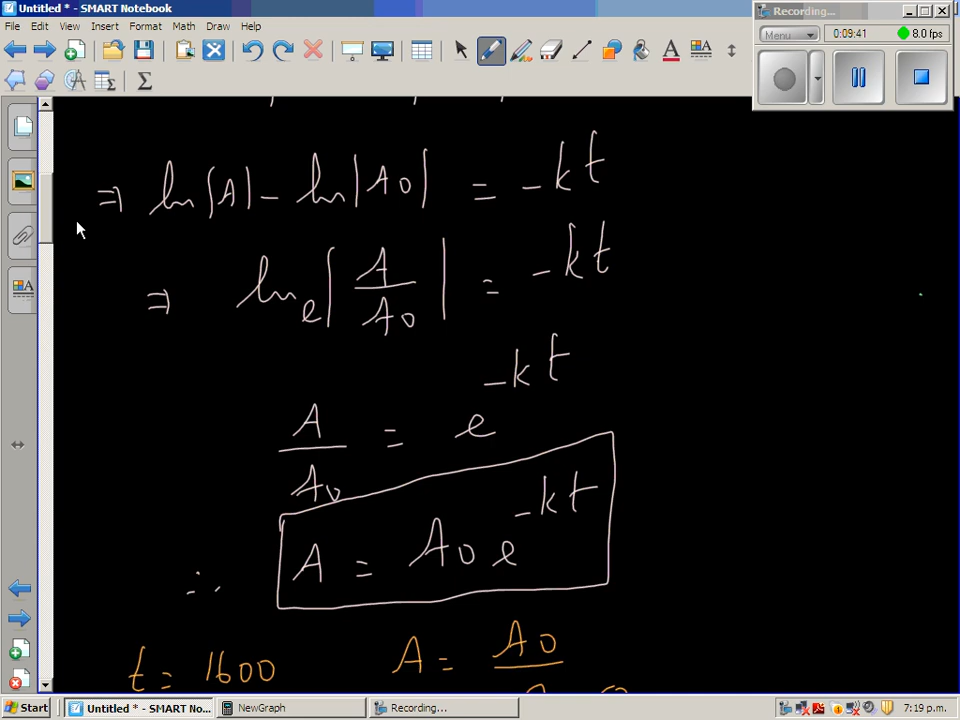 Untitled * - SMART Notebook
File Edit View Insert Format Math Draw Help
Recording...
Menu 0:09:41 8.0 fps
⇒ ln|A| - ln|A0| = -kt
⇒ ln e |A/A0| = -kt
A/A0 = e^-kt
∴ A = A0 e^-kt
t = 1600 A = A0
Start Untitled * - SMART No... NewGraph Recording... 7:19 p.m.